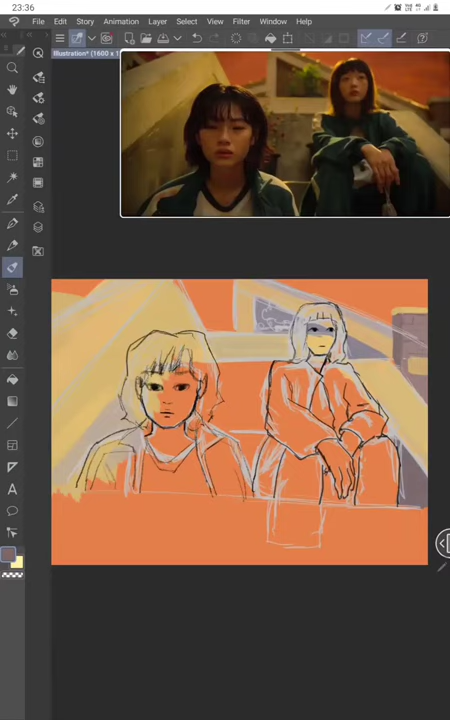 23:36
File Edit Story Animation Layer Select View Filter Window Help
Illustration* (1600 x 1
A